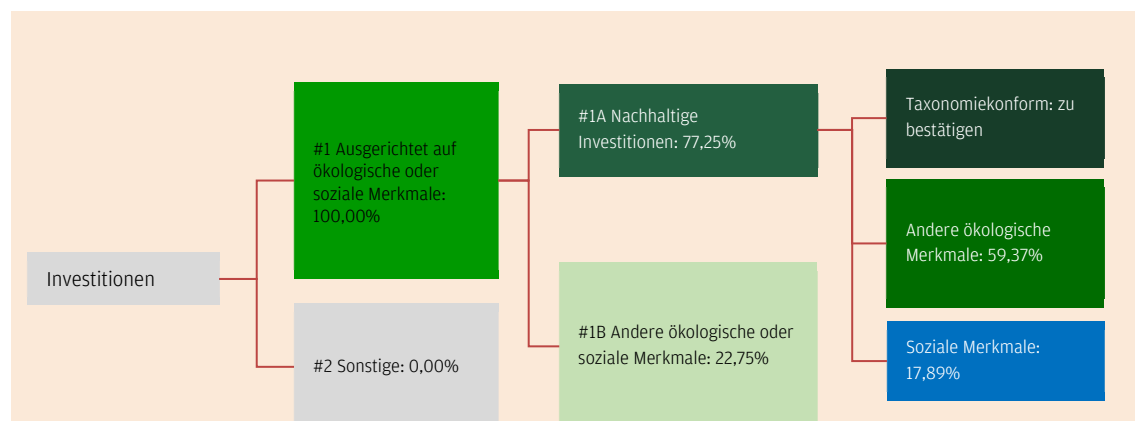 Investitionen
#1 Ausgerichtet auf
ökologische oder
soziale Merkmale:
100,00%
#2 Sonstige: 0,00%
#1A Nachhaltige
Investitionen: 77,25%
#1B Andere ökologische oder
soziale Merkmale: 22,75%
Taxonomiekonform: zu
bestätigen
Andere ökologische
Merkmale: 59,37%
Soziale Merkmale:
17,89%